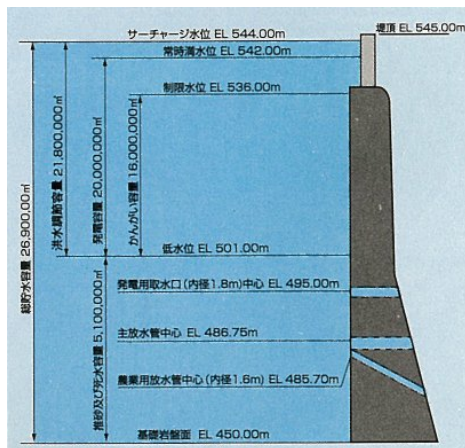 サーチャージ水位 EL 544.00m
堤頂 EL 545.00m
常時満水位 EL 542.00m
制限水位 EL 536.00m
総貯水容量 26,900,000㎥
洪水調節容量 21,800,000㎥
発電容量 20,000,000㎥
かんがい容量 16,000,000㎥
低水位 EL 501.00m
発電用取水口(内径1.8m)中心 EL 495.00m
主放水管中心 EL 486.75m
農業用放水管中心(内径1.6m) EL 485.70m
堆砂及び死水容量 5,100,000㎥
基礎岩盤面 EL 450.00m